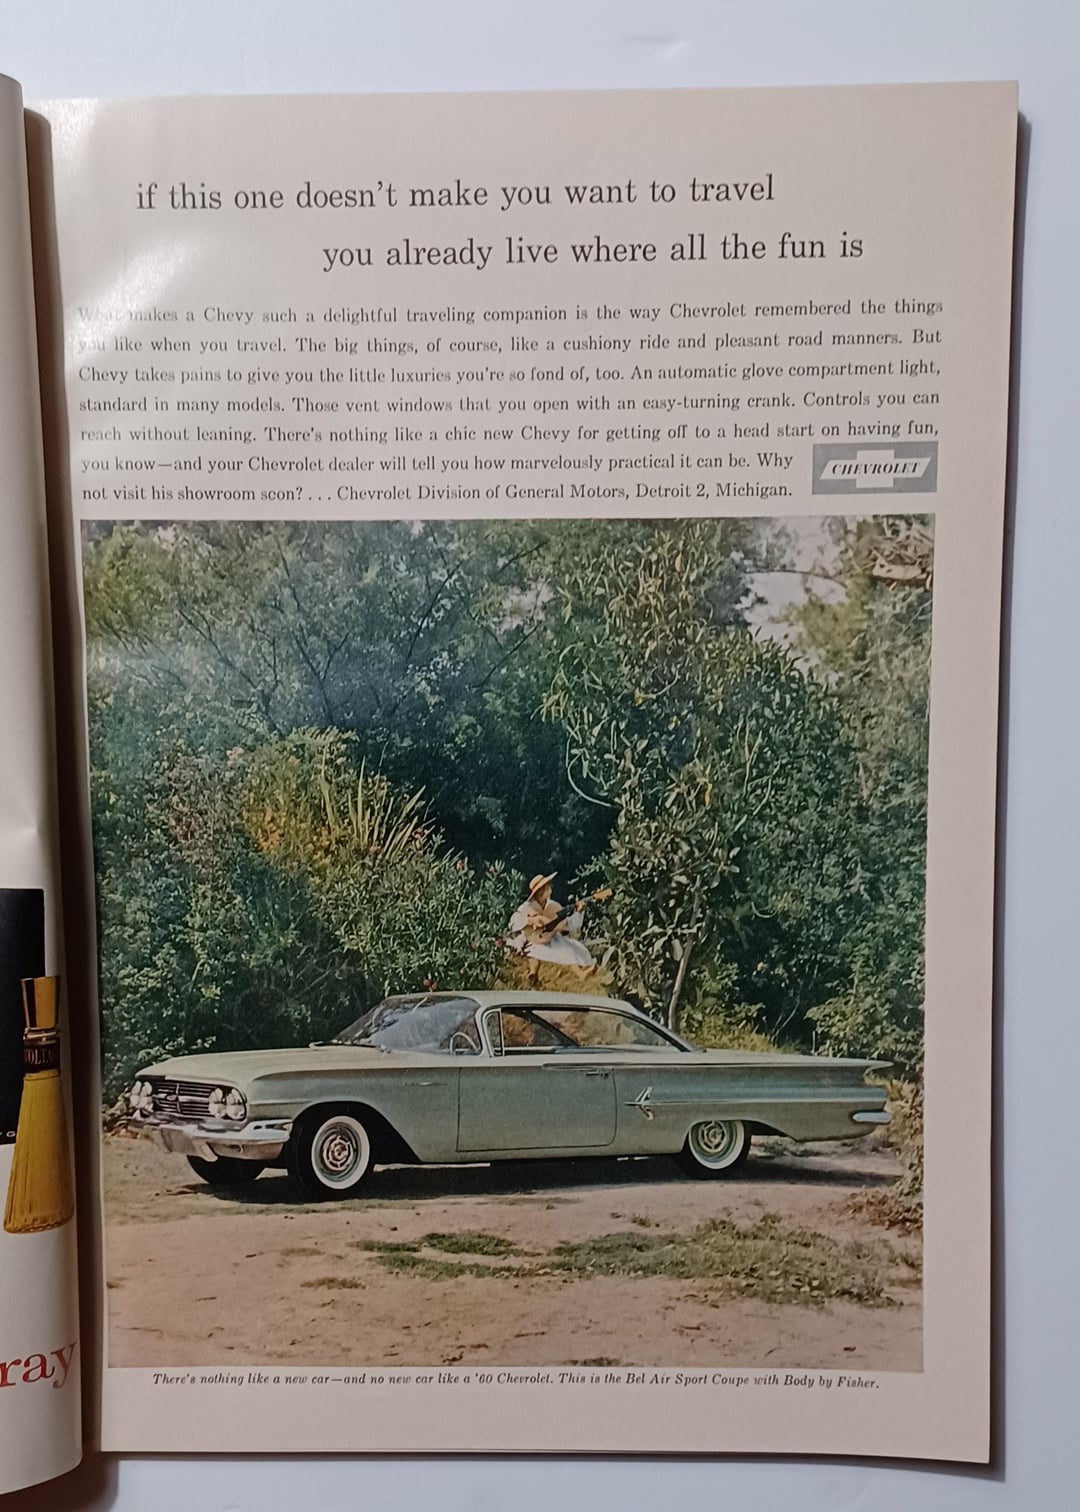 if this one doesn't make you want to travel
you already live where all the fun is
What makes a Chevy such a delightful traveling companion is the way Chevrolet remembered the things
you like when you travel. The big things, of course, like a cushiony ride and pleasant road manners. But
Chevy takes pains to give you the little luxuries you're so fond of, too. An automatic glove compartment light,
standard in many models. Those vent windows that you open with an easy-turning crank. Controls you can
reach without leaning. There's nothing like a chic new Chevy for getting off to a head start on having fun,
you know—and your Chevrolet dealer will tell you how marvelously practical it can be. Why
not visit his showroom soon? . . . Chevrolet Division of General Motors, Detroit 2, Michigan.
CHEVROLET
ray
There's nothing like a new car—and no new car like a '60 Chevrolet. This is the Bel Air Sport Coupe with Body by Fisher.